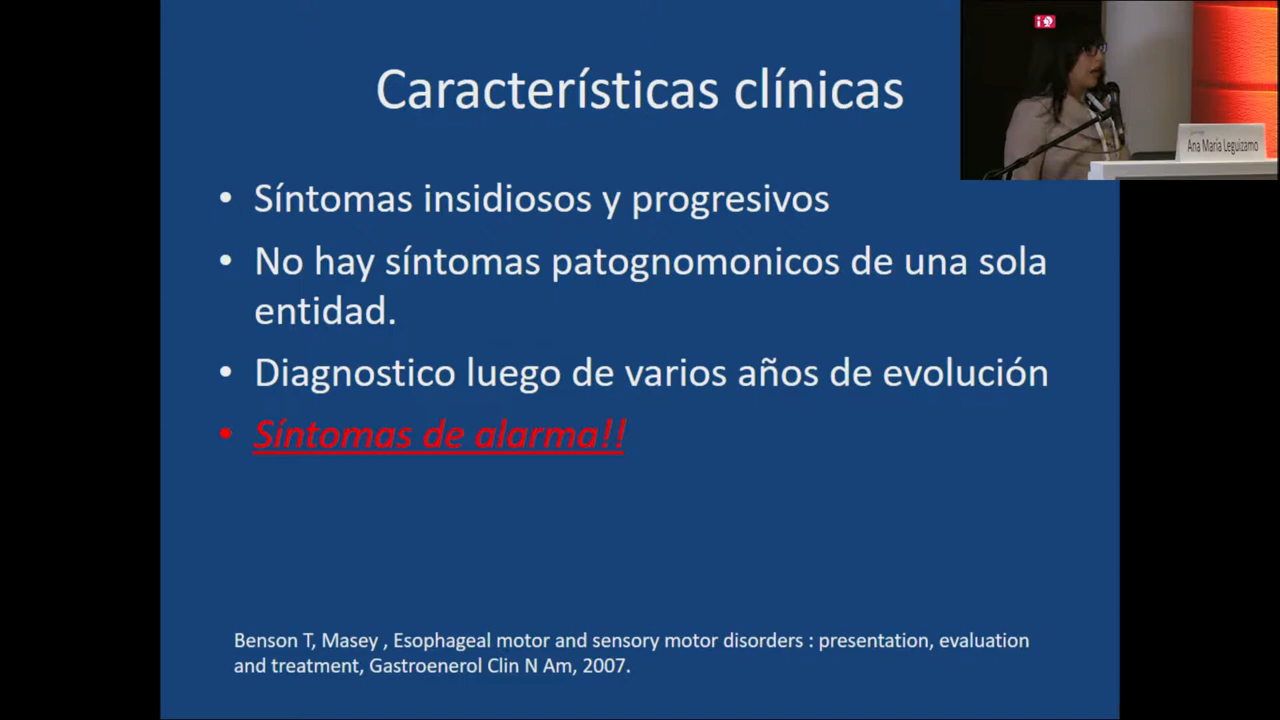 Características clínicas
iQ
Ana Maria Leguizamo
• Síntomas insidiosos y progresivos
• No hay síntomas patognomonicos de una sola
entidad.
• Diagnostico luego de varios años de evolución
• Síntomas de alarma!!
Benson T, Masey , Esophageal motor and sensory motor disorders : presentation, evaluation
and treatment, Gastroenerol Clin N Am, 2007.